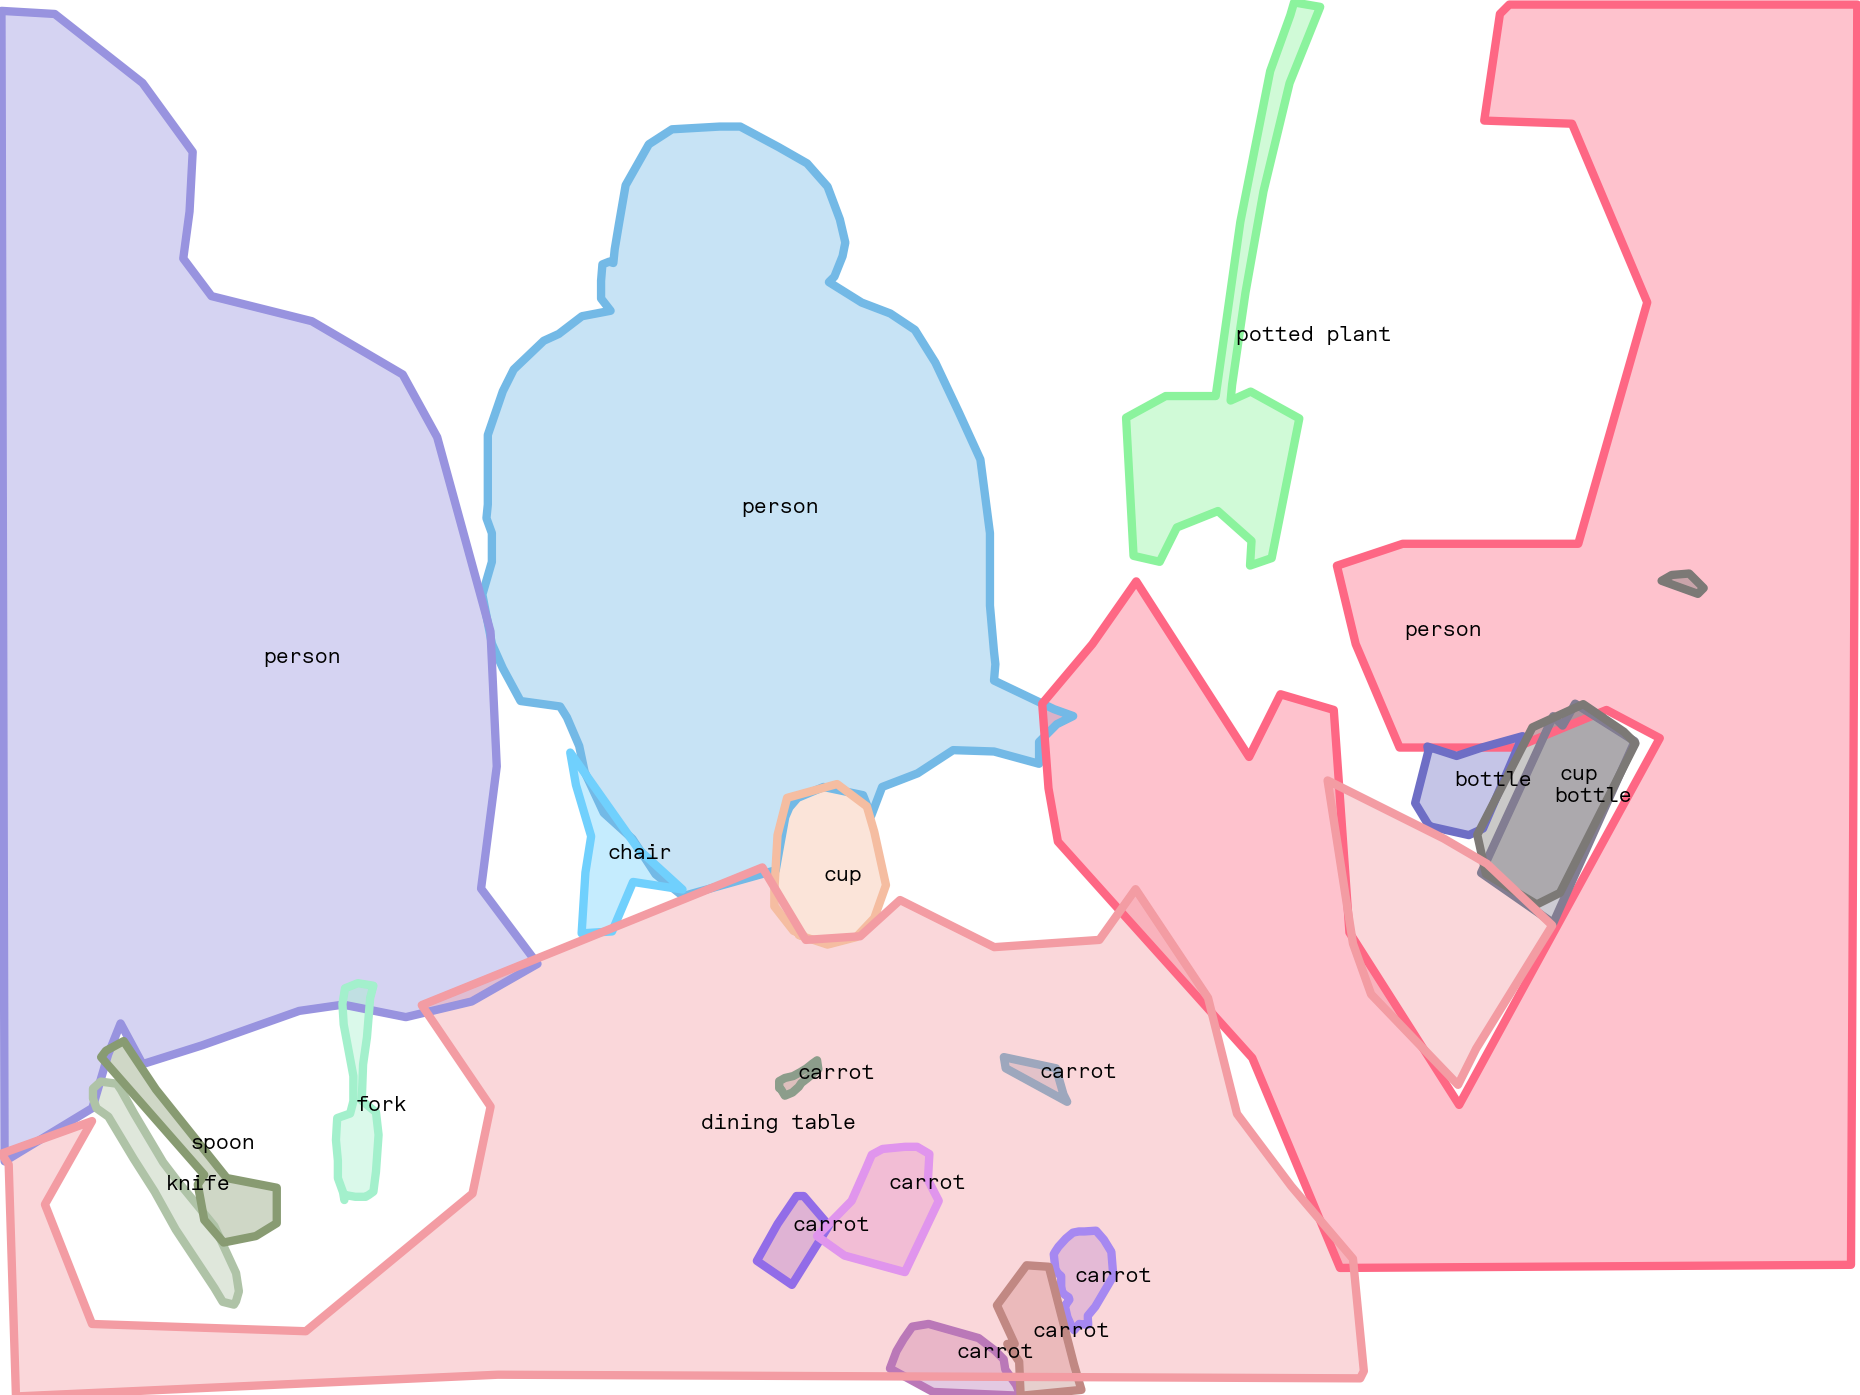 potted plant
person
person
person
cup
bottle
bottle
chair
cup
carrot
carrot
fork
dining table
spoon
knife
carrot
carrot
carrot
carrot
carrot